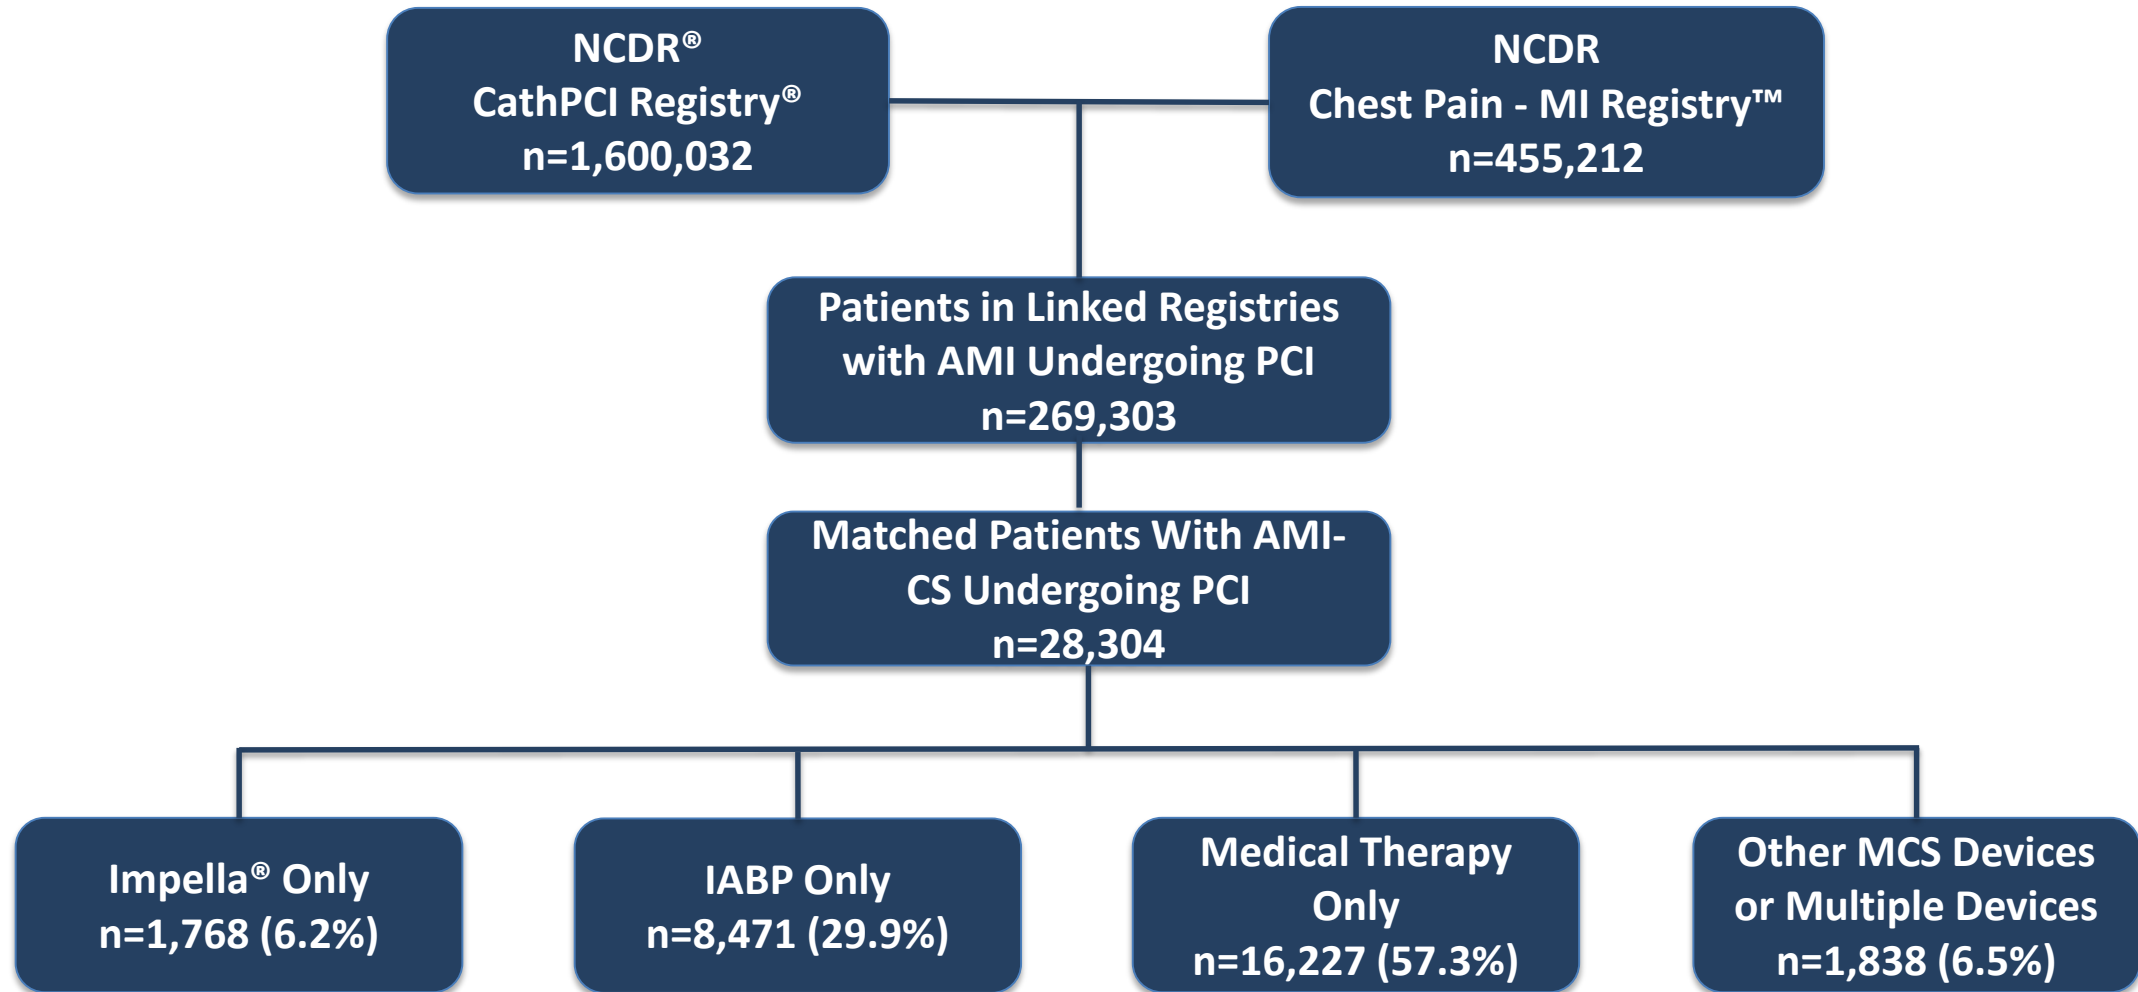 NCDR®
CathPCI Registry®
n=1,600,032
NCDR
Chest Pain - MI Registry™
n=455,212
Patients in Linked Registries
with AMI Undergoing PCI
n=269,303
Matched Patients With AMI-
CS Undergoing PCI
n=28,304
Impella® Only
n=1,768 (6.2%)
IABP Only
n=8,471 (29.9%)
Medical Therapy
Only
n=16,227 (57.3%)
Other MCS Devices
or Multiple Devices
n=1,838 (6.5%)